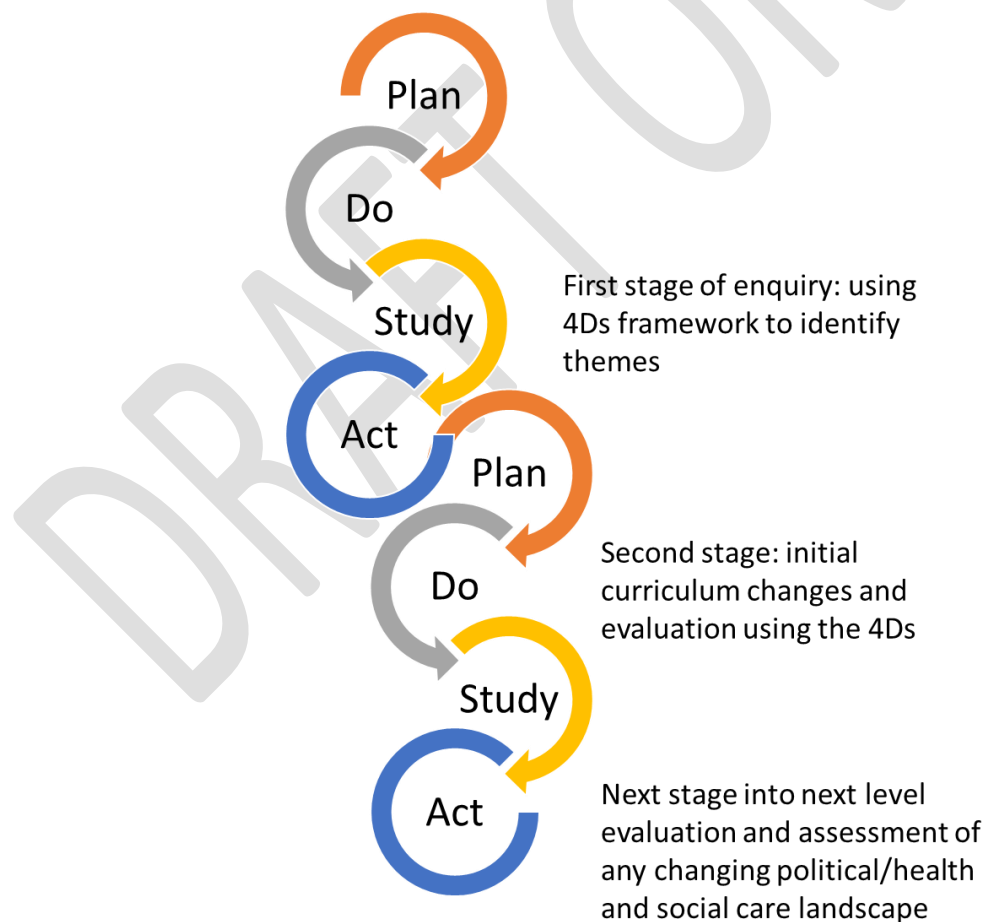 Plan
Do
Study
First stage of enquiry: using
4Ds framework to identify
themes
Act
Plan
Do
Second stage: initial
curriculum changes and
evaluation using the 4Ds
Study
Act
Next stage into next level
evaluation and assessment of
any changing political/health
and social care landscape
DRAFT ON